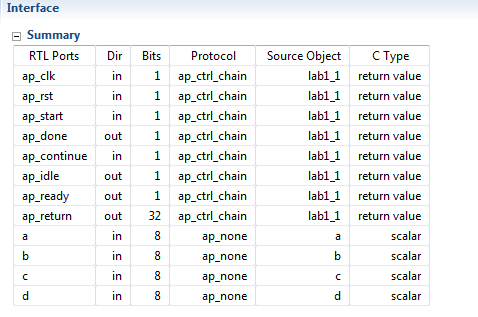 Interface
Summary
RTL Ports Dir Bits Protocol Source Object C Type
ap_clk in 1 ap_ctrl_chain lab1_1 return value
ap_rst in 1 ap_ctrl_chain lab1_1 return value
ap_start in 1 ap_ctrl_chain lab1_1 return value
ap_done out 1 ap_ctrl_chain lab1_1 return value
ap_continue in 1 ap_ctrl_chain lab1_1 return value
ap_idle out 1 ap_ctrl_chain lab1_1 return value
ap_ready out 1 ap_ctrl_chain lab1_1 return value
ap_return out 32 ap_ctrl_chain lab1_1 return value
a in 8 ap_none a scalar
b in 8 ap_none b scalar
c in 8 ap_none c scalar
d in 8 ap_none d scalar